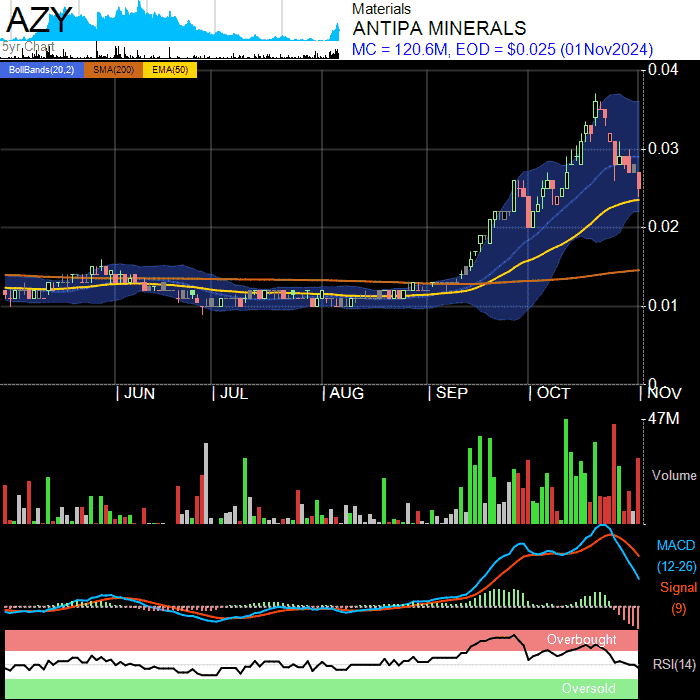 AZY
Materials
ANTIPA MINERALS
MC = 120.6M, EOD = $0.025 (01Nov2024)
5yr Chart
BollBands(20,2) SMA(200) EMA(50)
0.04
0.03
0.02
0.01
0
JUN JUL AUG SEP OCT NOV
47M
Volume
MACD
(12-26)
Signal
(9)
Overbought
RSI(14)
Oversold